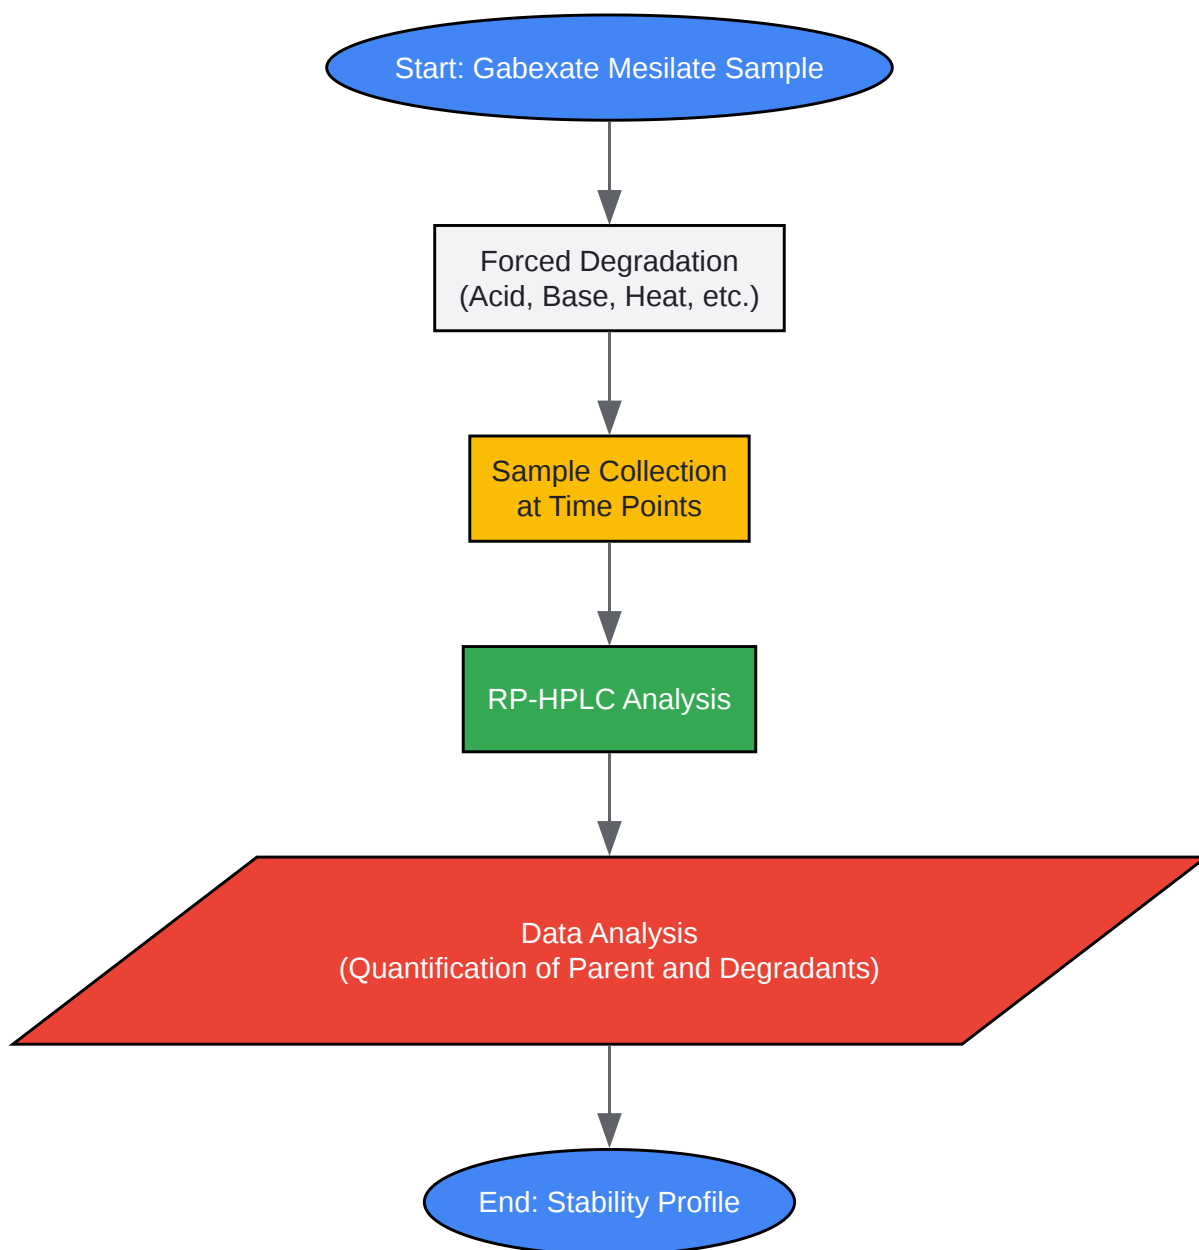 Start: Gabexate Mesilate Sample
Forced Degradation
(Acid, Base, Heat, etc.)
Sample Collection
at Time Points
RP-HPLC Analysis
Data Analysis
(Quantification of Parent and Degradants)
End: Stability Profile